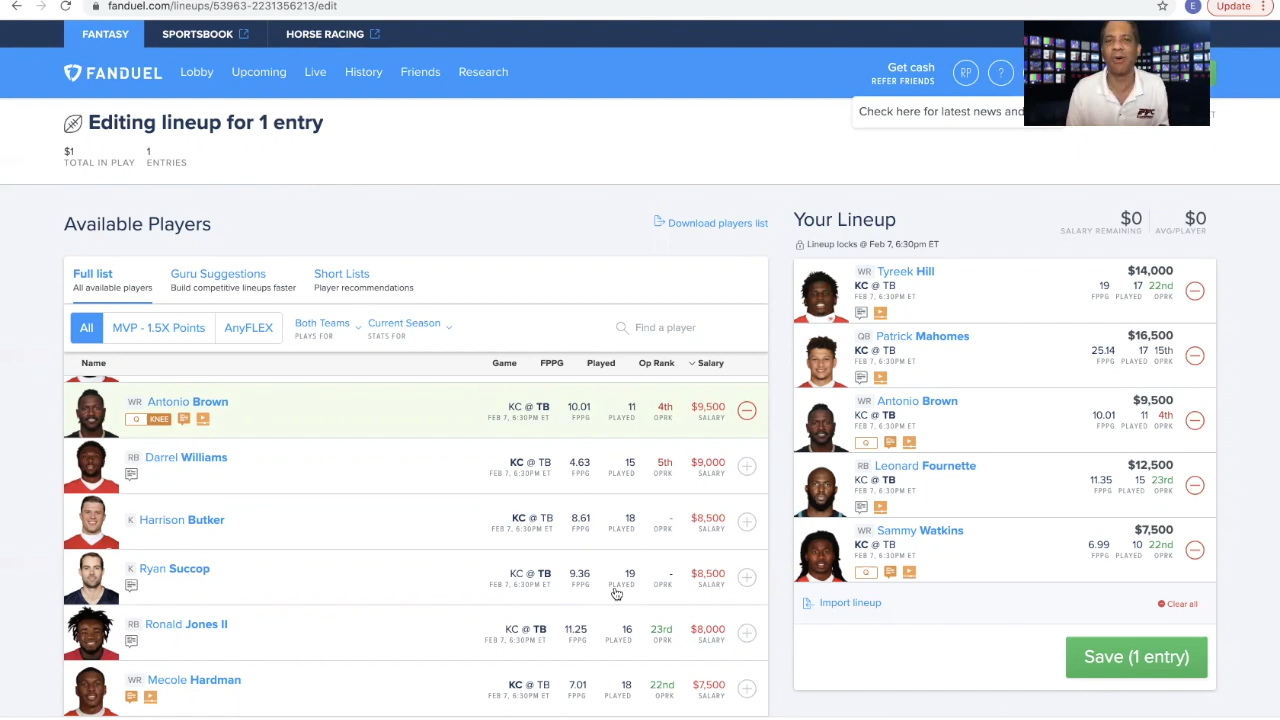 fanduel.com/lineups/53963-2231356213/edit
E
Update
FANTASY
SPORTSBOOK
HORSE RACING
FANDUEL
Lobby
Upcoming
Live
History
Friends
Research
Get cash
REFER FRIENDS
RP
?
Check here for latest news and
Editing lineup for 1 entry
$1
TOTAL IN PLAY
1
ENTRIES
Available Players
Download players list
Full list
All available players
Guru Suggestions
Build competitive lineups faster
Short Lists
Player recommendations
All
MVP - 1.5X Points
AnyFLEX
Both Teams
PLAYS FOR
Current Season
STATS FOR
Find a player
Name Game FPPG Played Op Rank Salary
WR Antonio Brown
Q KNEE
KC @ TB 10.01 11 4th $9,500
FEB 7, 6:30PM ET FPPG PLAYED OPRK SALARY
RB Darrel Williams
KC @ TB 4.63 15 5th $9,000
FEB 7, 6:30PM ET FPPG PLAYED OPRK SALARY
K Harrison Butker
KC @ TB 8.61 18 - $8,500
FEB 7, 6:30PM ET FPPG PLAYED OPRK SALARY
K Ryan Succop
KC @ TB 9.36 19 - $8,500
FEB 7, 6:30PM ET FPPG PLAYED OPRK SALARY
RB Ronald Jones II
KC @ TB 11.25 16 23rd $8,000
FEB 7, 6:30PM ET FPPG PLAYED OPRK SALARY
WR Mecole Hardman
KC @ TB 7.01 18 22nd $7,500
FEB 7, 6:30PM ET FPPG PLAYED OPRK SALARY
Your Lineup
$0
SALARY REMAINING
$0
AVG/PLAYER
Lineup locks @ Feb 7, 6:30pm ET
WR Tyreek Hill $14,000
KC @ TB 19 17 22nd
FEB 7, 6:30PM ET FPPG PLAYED OPRK
QB Patrick Mahomes $16,500
KC @ TB 25.14 17 15th
FEB 7, 6:30PM ET FPPG PLAYED OPRK
WR Antonio Brown $9,500
KC @ TB 10.01 11 4th
FEB 7, 6:30PM ET FPPG PLAYED OPRK
Q
RB Leonard Fournette $12,500
KC @ TB 11.35 15 23rd
FEB 7, 6:30PM ET FPPG PLAYED OPRK
WR Sammy Watkins $7,500
KC @ TB 6.99 10 22nd
FEB 7, 6:30PM ET FPPG PLAYED OPRK
Q
Import lineup
Clear all
Save (1 entry)